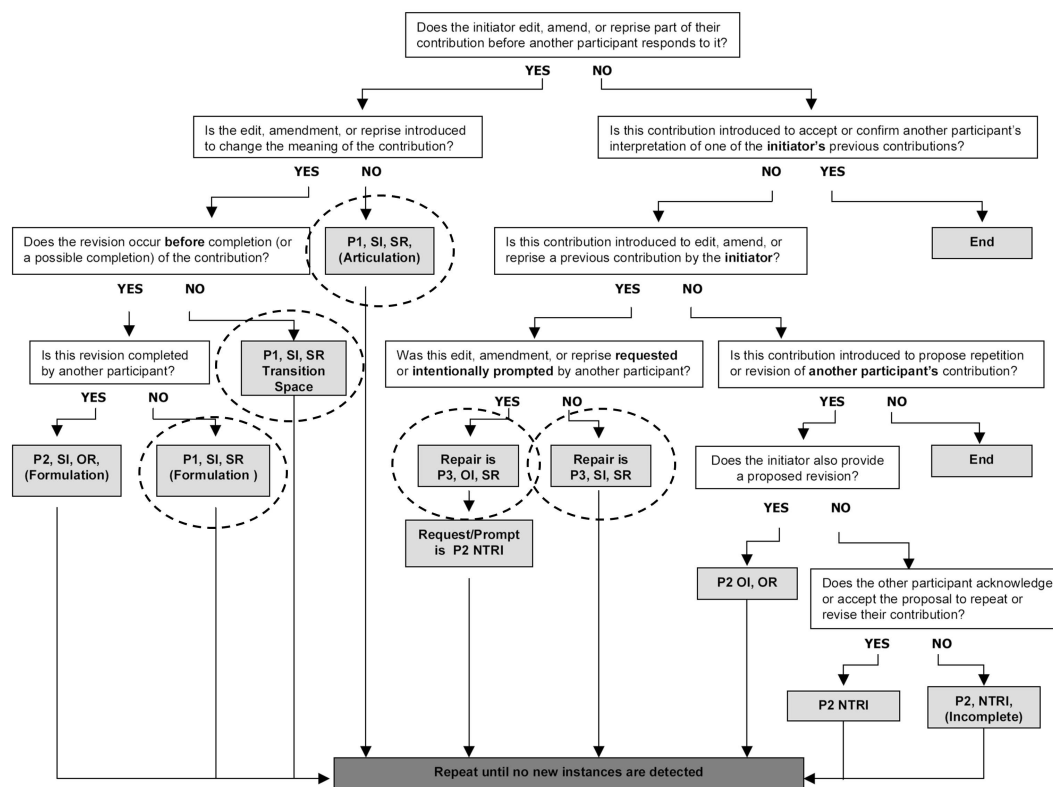 Does the initiator edit, amend, or reprise part of their
contribution before another participant responds to it?
YES NO
Is the edit, amendment, or reprise introduced
to change the meaning of the contribution?
Is this contribution introduced to accept or confirm another participant's
interpretation of one of the initiator's previous contributions?
YES NO
NO YES
Does the revision occur before completion (or
a possible completion) of the contribution?
P1, SI, SR,
(Articulation)
Is this contribution introduced to edit, amend, or
reprise a previous contribution by the initiator?
End
YES NO
YES NO
Is this revision completed
by another participant?
P1, SI, SR
Transition
Space
Was this edit, amendment, or reprise requested
or intentionally prompted by another participant?
Is this contribution introduced to propose repetition
or revision of another participant's contribution?
YES NO
YES NO
YES NO
P2, SI, OR,
(Formulation)
P1, SI, SR
(Formulation )
Repair is
P3, OI, SR
Repair is
P3, SI, SR
Does the initiator also provide
a proposed revision?
End
YES NO
Request/Prompt
is P2 NTRI
P2 OI, OR
Does the other participant acknowledge
or accept the proposal to repeat or
revise their contribution?
YES NO
P2 NTRI
P2, NTRI,
(Incomplete)
Repeat until no new instances are detected